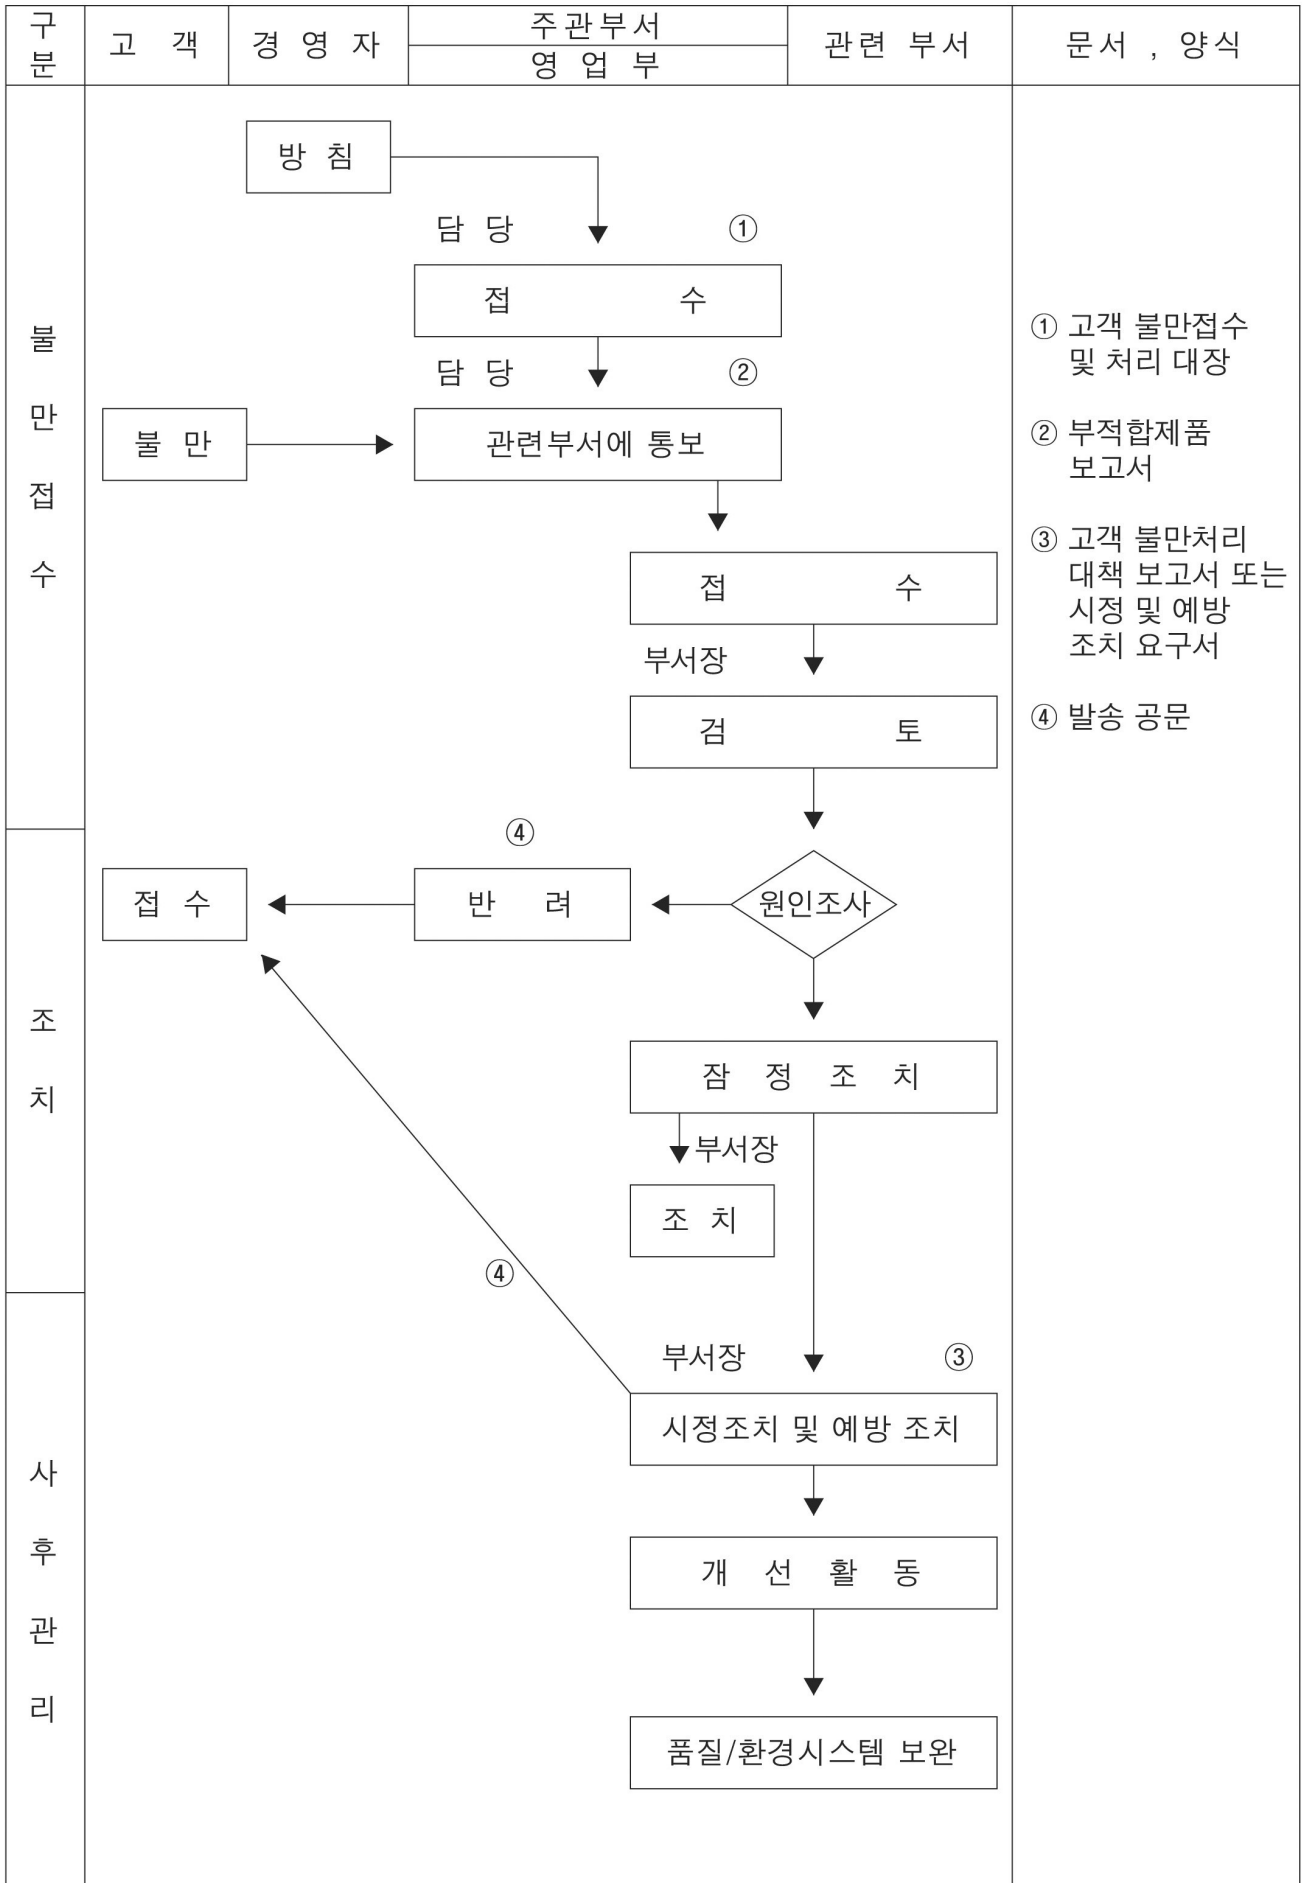 구분
고 객
경 영 자
주관부서
영 업 부
관련 부서
문서 , 양식
불만접수
방 침
담 당
①
접 수
담 당
②
불 만
관련부서에 통보
접 수
부서장
검 토
조치
④
접 수
반 려
원인조사
잠 정 조 치
부서장
조 치
④
사후관리
부서장
③
시정조치 및 예방 조치
개 선 활 동
품질/환경시스템 보완
① 고객 불만접수
및 처리 대장
② 부적합제품
보고서
③ 고객 불만처리
대책 보고서 또는
시정 및 예방
조치 요구서
④ 발송 공문